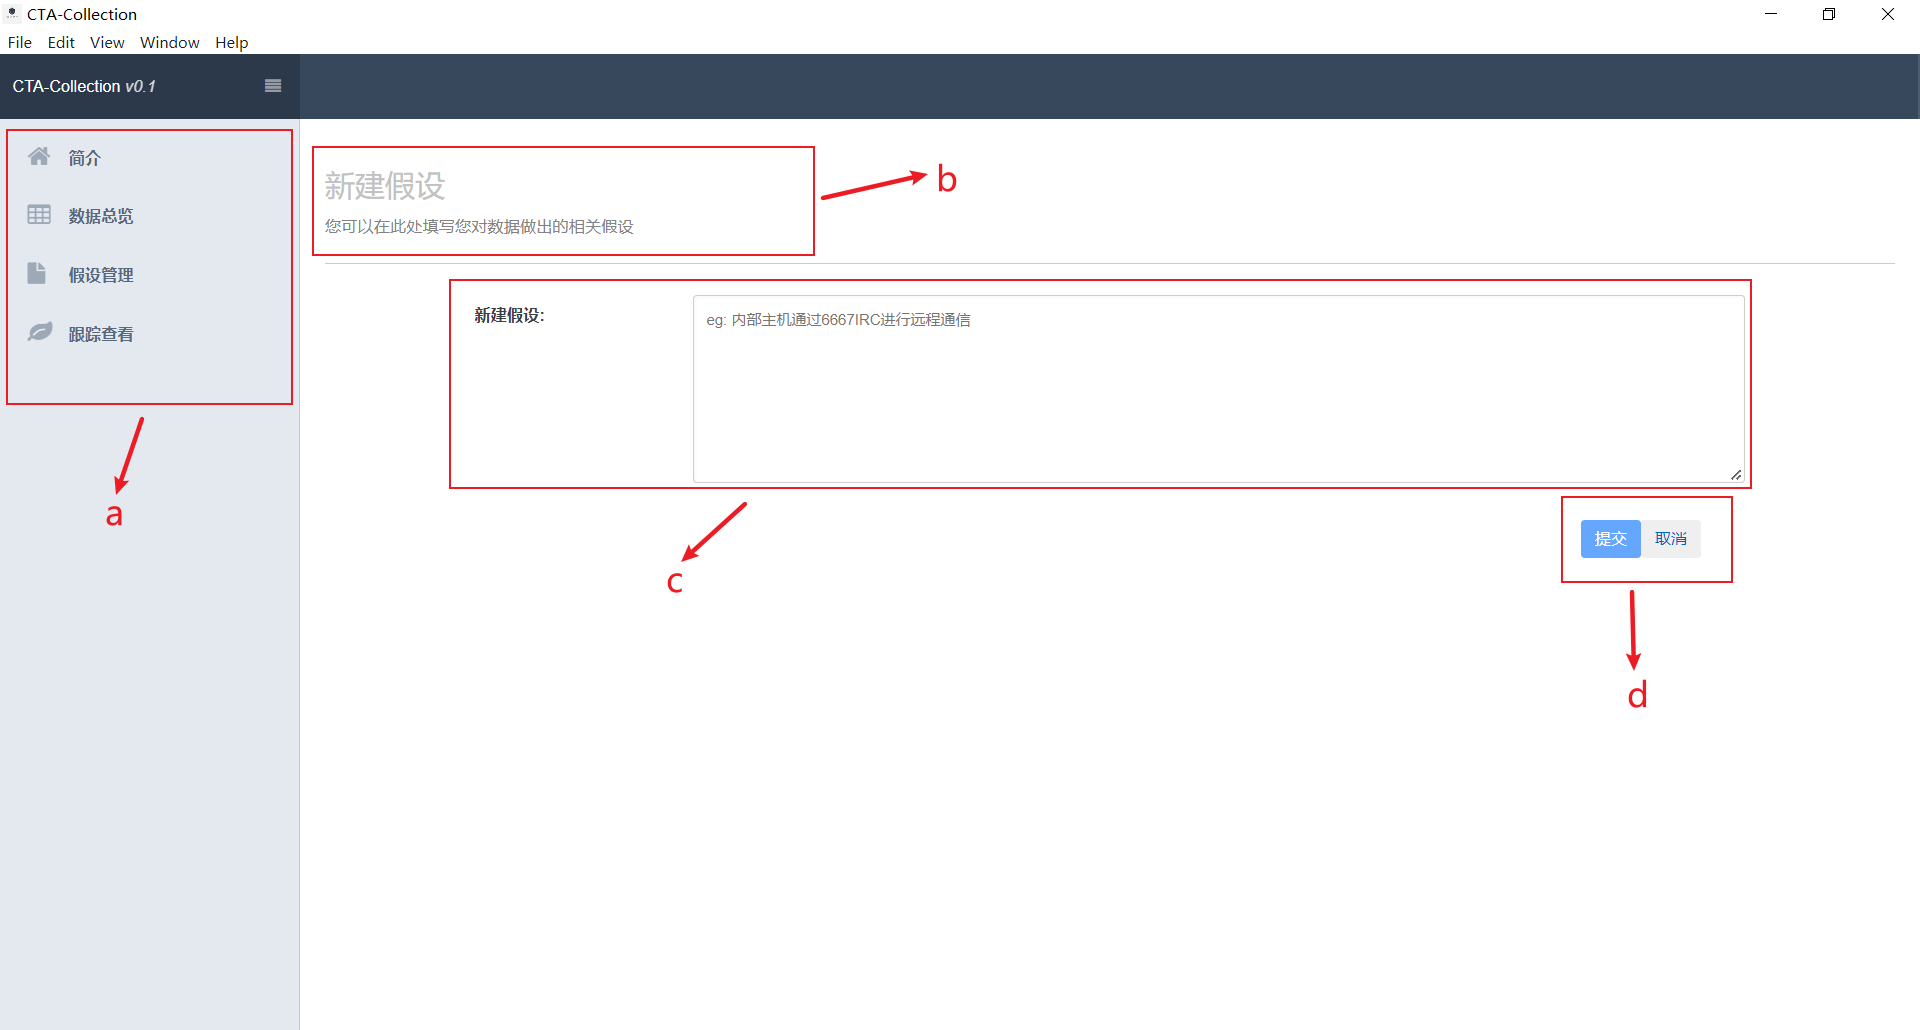 CTA-Collection
File Edit View Window Help
CTA-Collection v0.1
简介
数据总览
假设管理
跟踪查看
a
新建假设
您可以在此处填写您对数据做出的相关假设
b
新建假设:
eg: 内部主机通过6667IRC进行远程通信
c
提交 取消
d